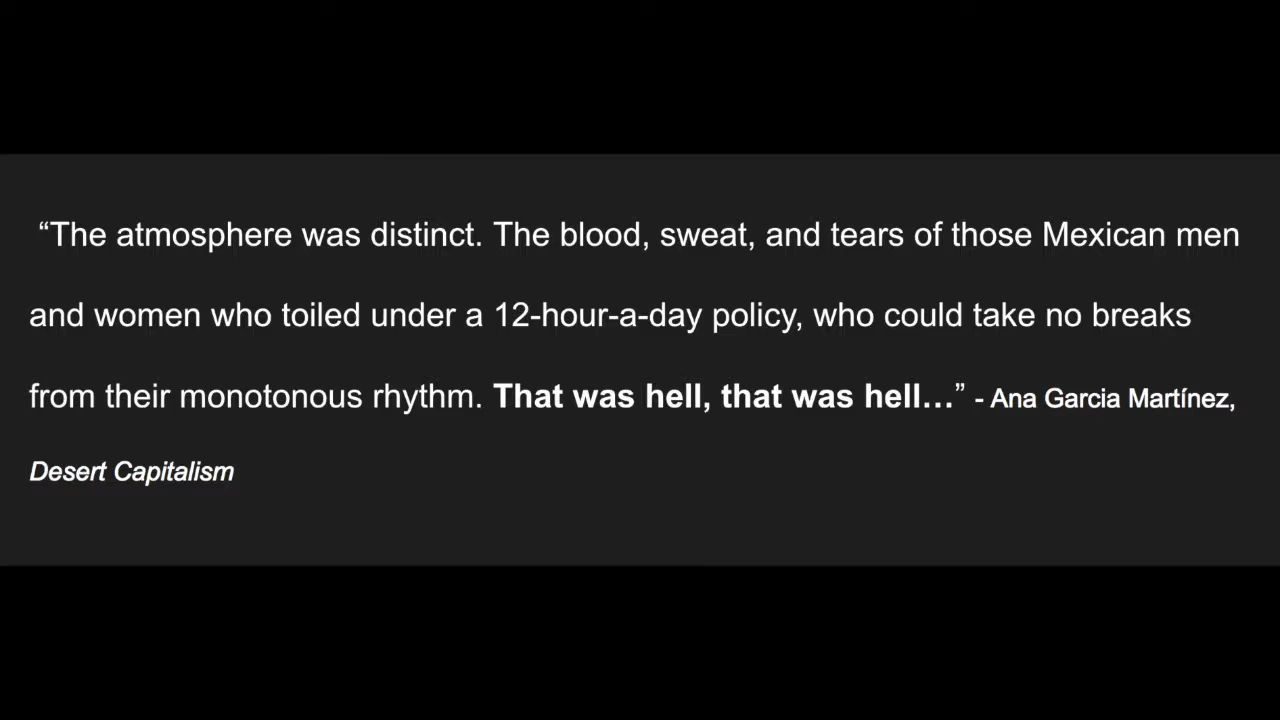 “The atmosphere was distinct. The blood, sweat, and tears of those Mexican men
and women who toiled under a 12-hour-a-day policy, who could take no breaks
from their monotonous rhythm. That was hell, that was hell…” - Ana Garcia Martínez,
Desert Capitalism